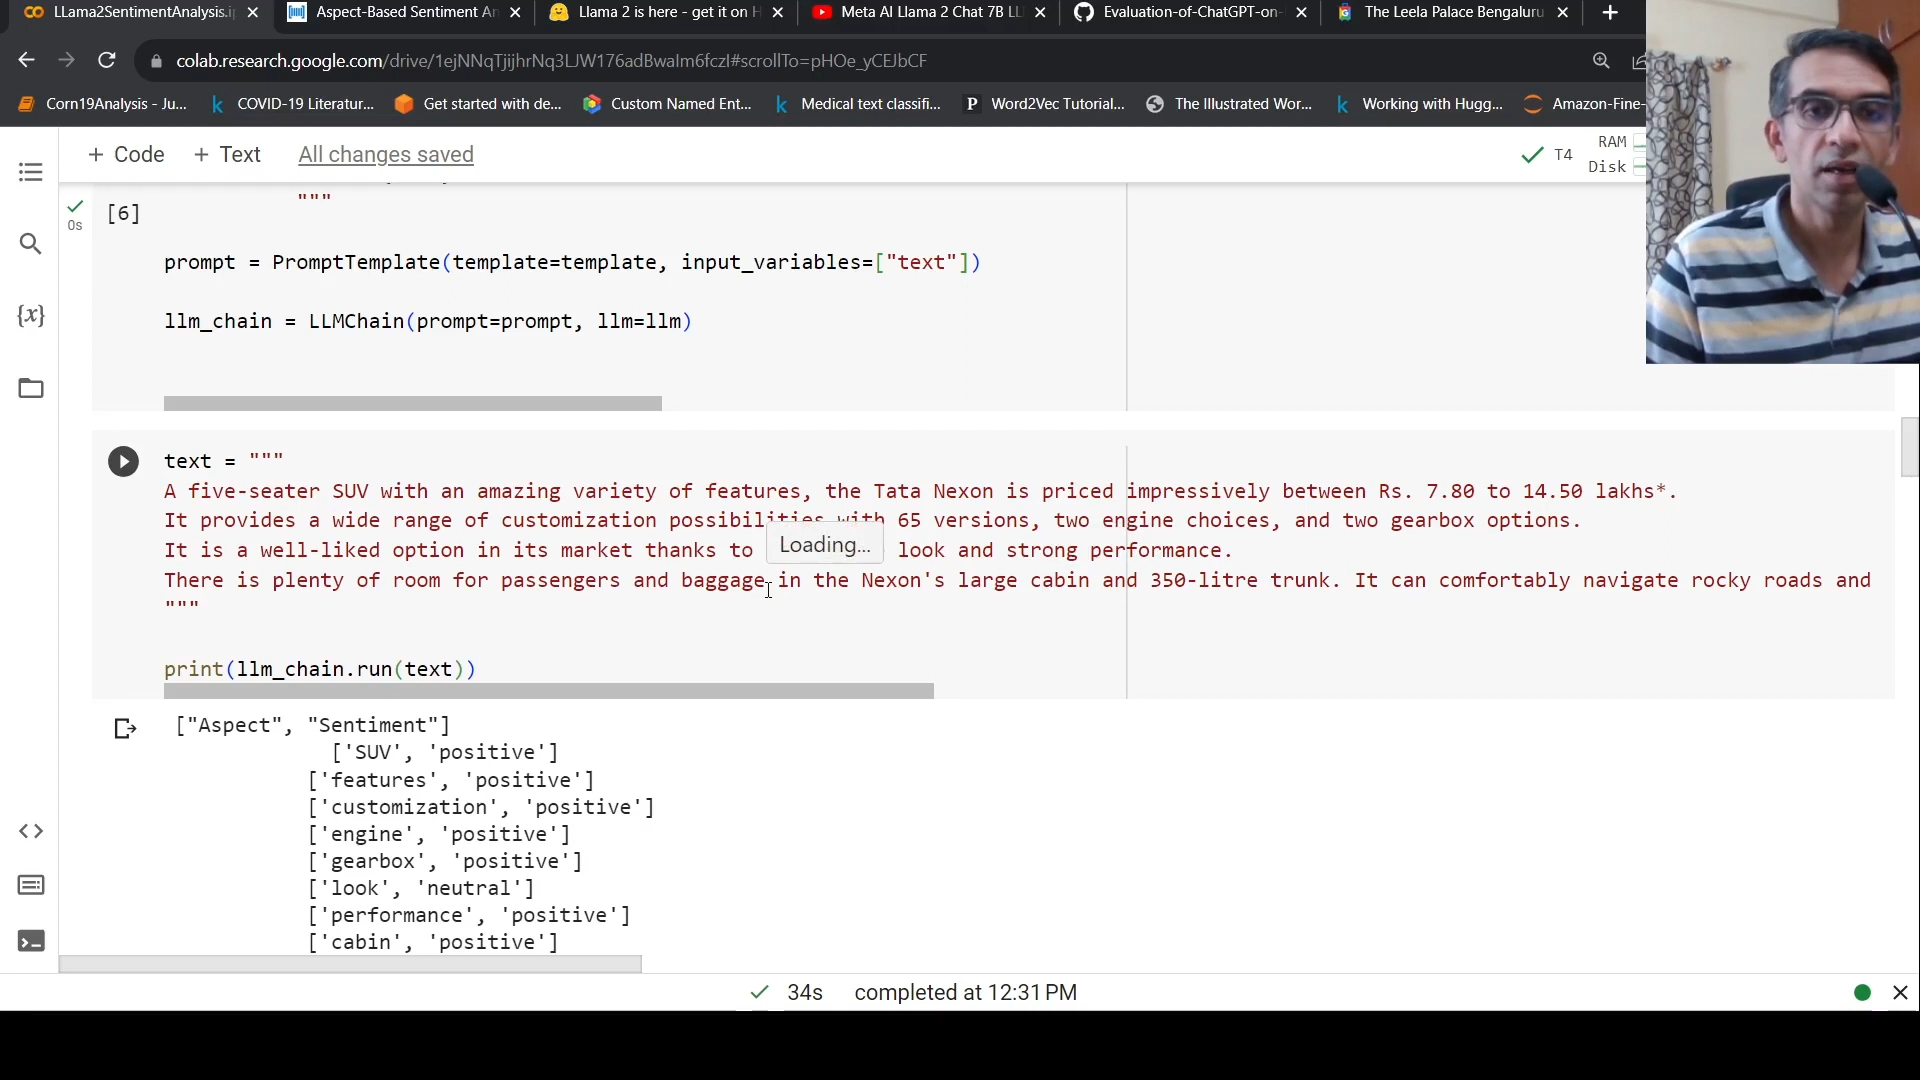 LLama2SentimentAnalysis.i
Aspect-Based Sentiment An
Llama 2 is here - get it on H
Meta AI Llama 2 Chat 7B LL
Evaluation-of-ChatGPT-on-
The Leela Palace Bengaluru
colab.research.google.com/drive/1ejNNqTjijhrNq3LJW176adBwaIm6fczI#scrollTo=pHOe_yCEJbCF
Corn19Analysis - Ju...
COVID-19 Literatur...
Get started with de...
Custom Named Ent...
Medical text classifi...
Word2Vec Tutorial...
The Illustrated Wor...
Working with Hugg...
Amazon-Fine-
+ Code + Text All changes saved
T4
RAM
Disk
"""
[6]
0s
prompt = PromptTemplate(template=template, input_variables=["text"])
llm_chain = LLMChain(prompt=prompt, llm=llm)
text = """
A five-seater SUV with an amazing variety of features, the Tata Nexon is priced impressively between Rs. 7.80 to 14.50 lakhs*.
It provides a wide range of customization possibilities with 65 versions, two engine choices, and two gearbox options.
It is a well-liked option in its market thanks to look and strong performance.
Loading...
There is plenty of room for passengers and baggage in the Nexon's large cabin and 350-litre trunk. It can comfortably navigate rocky roads and
"""
print(llm_chain.run(text))
["Aspect", "Sentiment"]
['SUV', 'positive']
['features', 'positive']
['customization', 'positive']
['engine', 'positive']
['gearbox', 'positive']
['look', 'neutral']
['performance', 'positive']
['cabin', 'positive']
34s completed at 12:31 PM